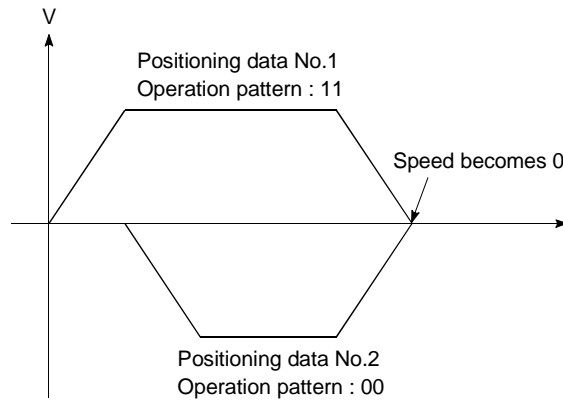 V
Positioning data No.1
Operation pattern : 11
Speed becomes 0
Positioning data No.2
Operation pattern : 00